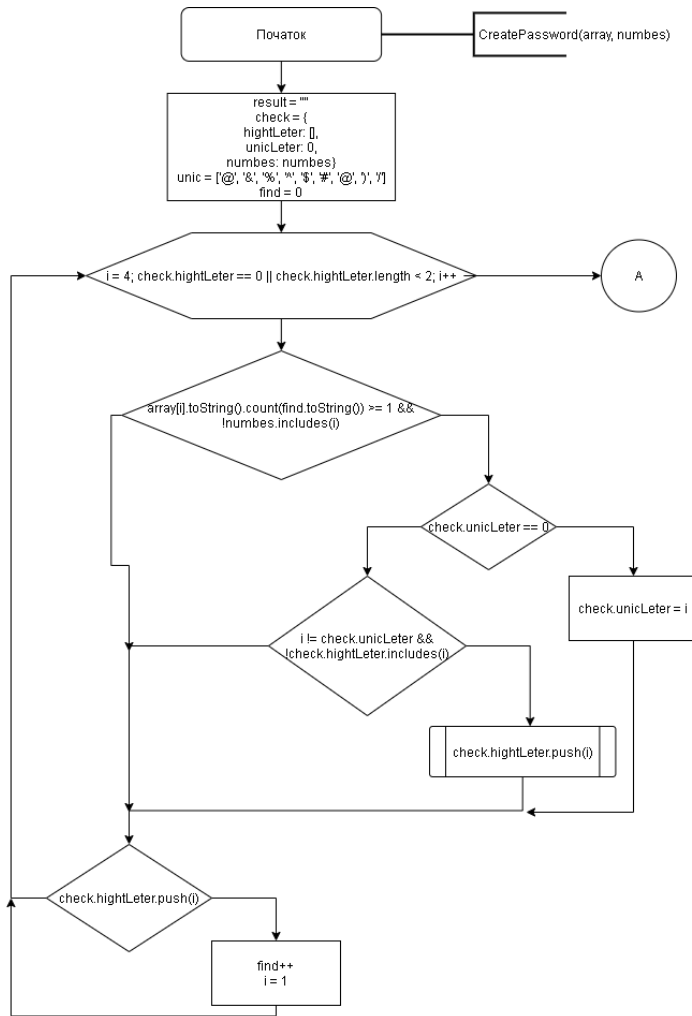 Початок
CreatePassword(array, numbes)
result = ""
check = {
hightLeter: [],
unicLeter: 0,
numbes: numbes}
unic = ['@', '&', '%', '^', '$', '#', '@', ')', '/']
find = 0
i = 4; check.hightLeter == 0 || check.hightLeter.length < 2; i++
A
array[i].toString().count(find.toString()) >= 1 &&
!numbes.includes(i)
check.unicLeter == 0
check.unicLeter = i
i != check.unicLeter &&
!check.hightLeter.includes(i)
check.hightLeter.push(i)
check.hightLeter.push(i)
find++
i = 1